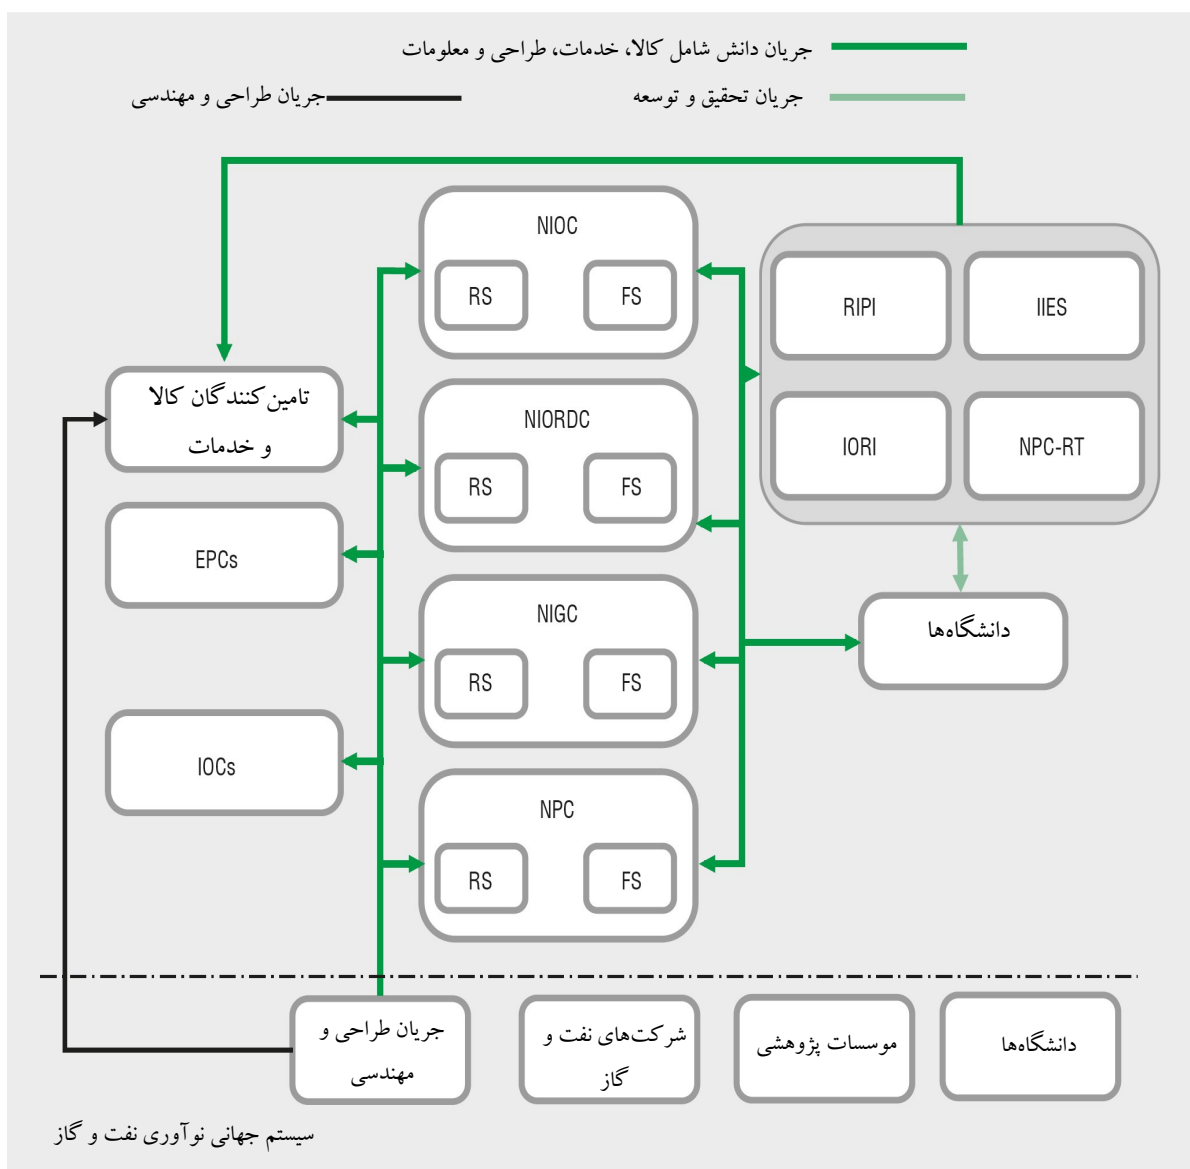 جریان دانش شامل کالا، خدمات، طراحی و معلومات
جریان تحقیق و توسعه
جریان طراحی و مهندسی
NIOC
RS
FS
RIPI
IIES
تامین‌کنندگان کالا
و خدمات
NIORDC
RS
FS
IORI
NPC-RT
EPCs
NIGC
RS
FS
دانشگاه‌ها
IOCs
NPC
RS
FS
جریان طراحی و
مهندسی
شرکت‌های نفت و
گاز
موسسات پژوهشی
دانشگاه‌ها
سیستم جهانی نوآوری نفت و گاز